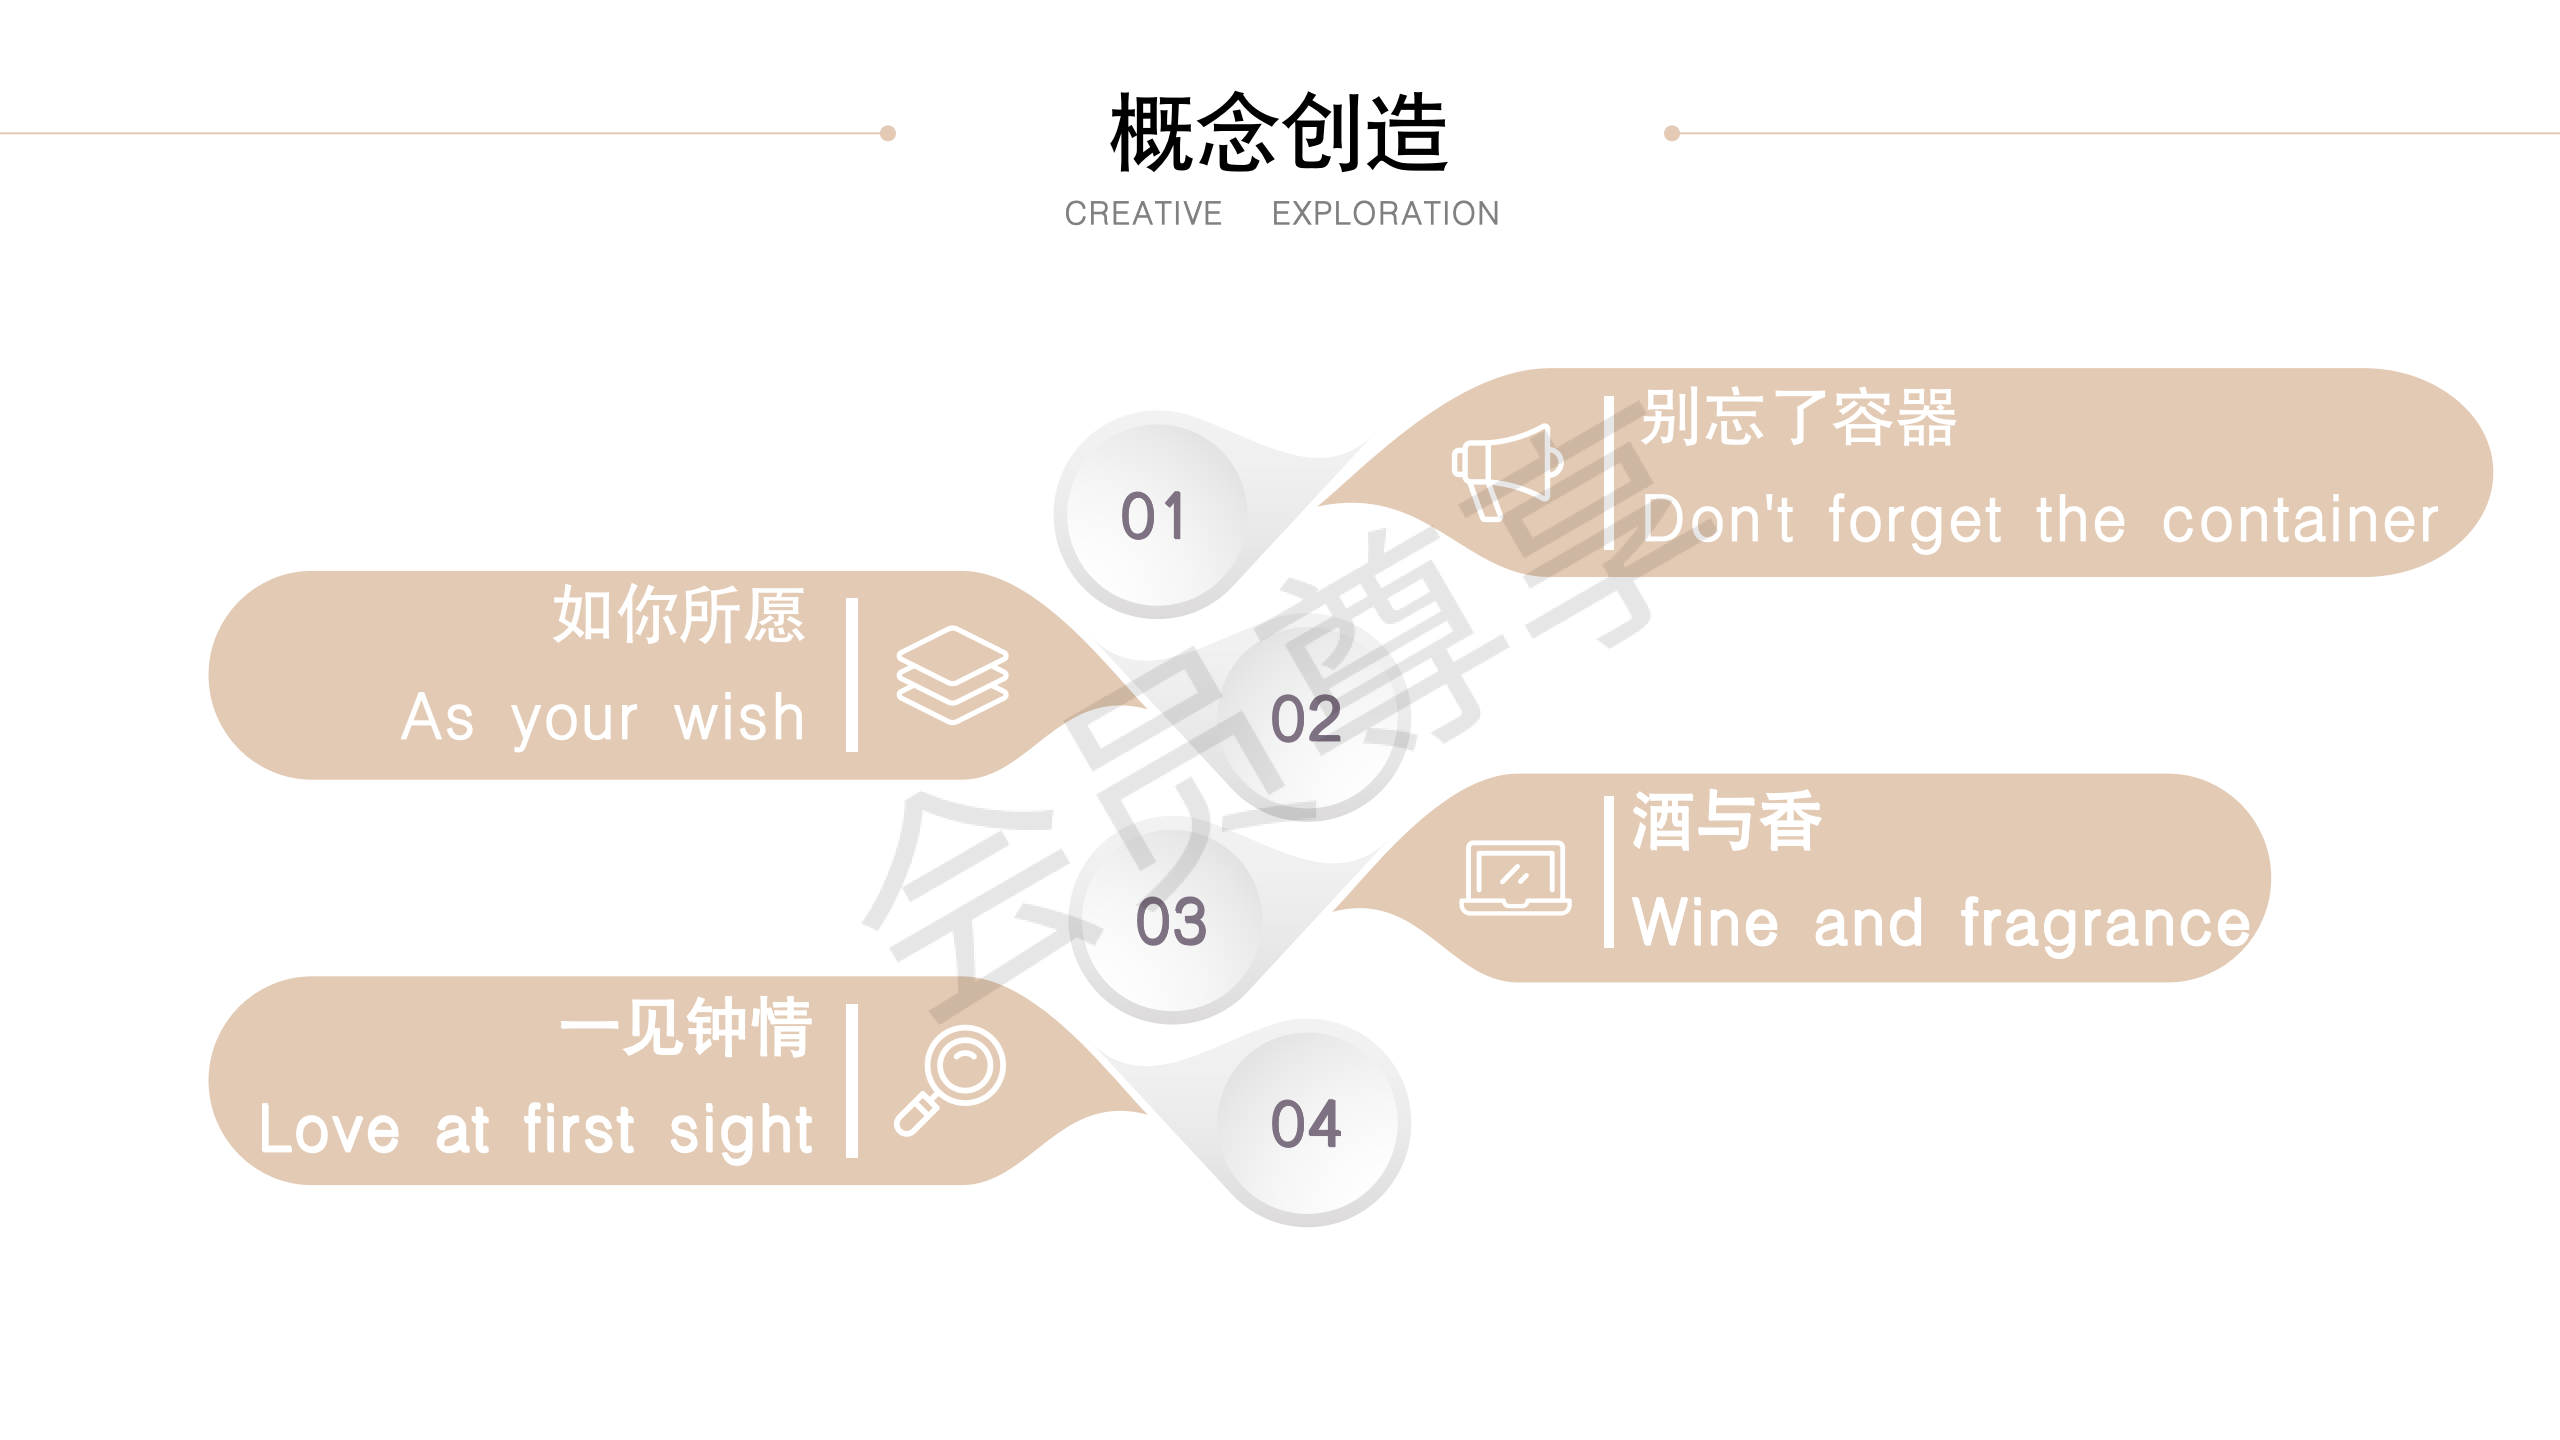 概念创造
CREATIVE EXPLORATION
01
别忘了容器
Don't forget the container
如你所愿
As your wish
02
酒与香
Wine and fragrance
03
一见钟情
Love at first sight
04
会员尊享